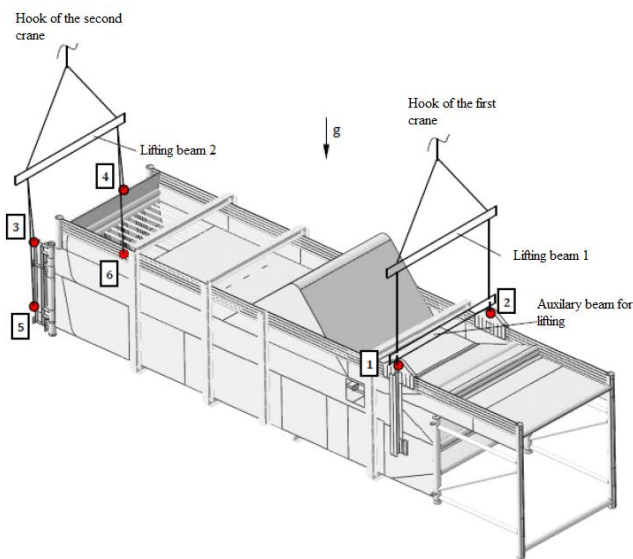 Hook of the second
crane
Hook of the first
crane
g
Lifting beam 2
4
3
6
Lifting beam 1
2
Auxilary beam for
lifting
5
1